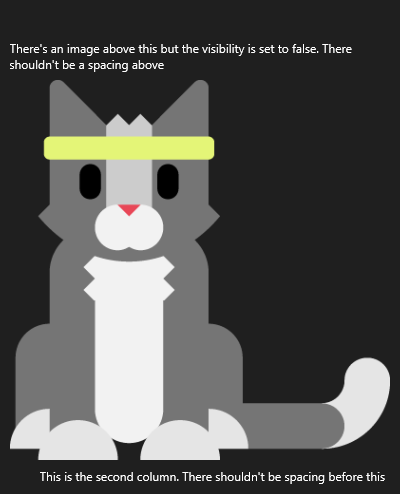 There's an image above this but the visibility is set to false. There
shouldn't be a spacing above
This is the second column. There shouldn't be spacing before this